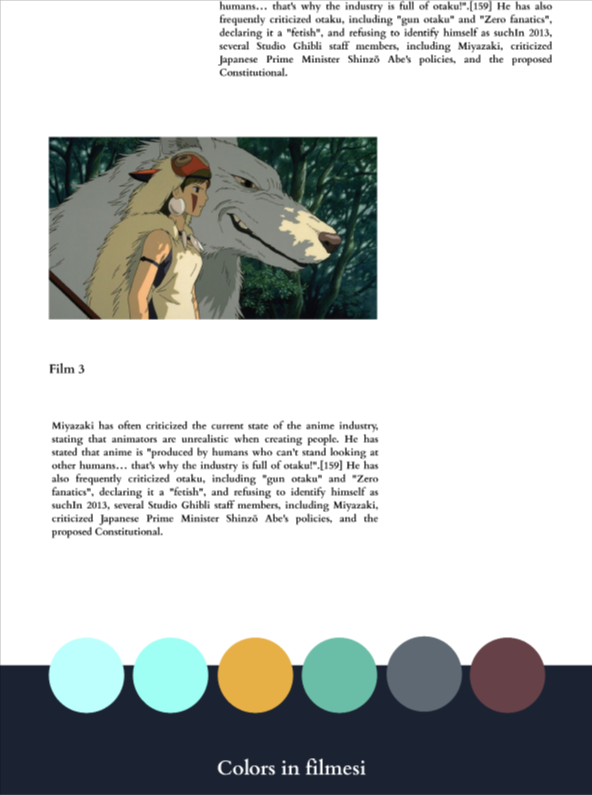 humans... that's why the industry is full of otaku!".[159] He has also
frequently criticized otaku, including "gun otaku" and "Zero fanatics",
declaring it a "fetish", and refusing to identify himself as suchIn 2013,
several Studio Ghibli staff members, including Miyazaki, criticized
Japanese Prime Minister Shinzō Abe's policies, and the proposed
Constitutional.
Film 3
Miyazaki has often criticized the current state of the anime industry,
stating that animators are unrealistic when creating people. He has
stated that anime is "produced by humans who can't stand looking at
other humans... that's why the industry is full of otaku!".[159] He has
also frequently criticized otaku, including "gun otaku" and "Zero
fanatics", declaring it a "fetish", and refusing to identify himself as
suchIn 2013, several Studio Ghibli staff members, including Miyazaki,
criticized Japanese Prime Minister Shinzō Abe's policies, and the
proposed Constitutional.
Colors in filmesi